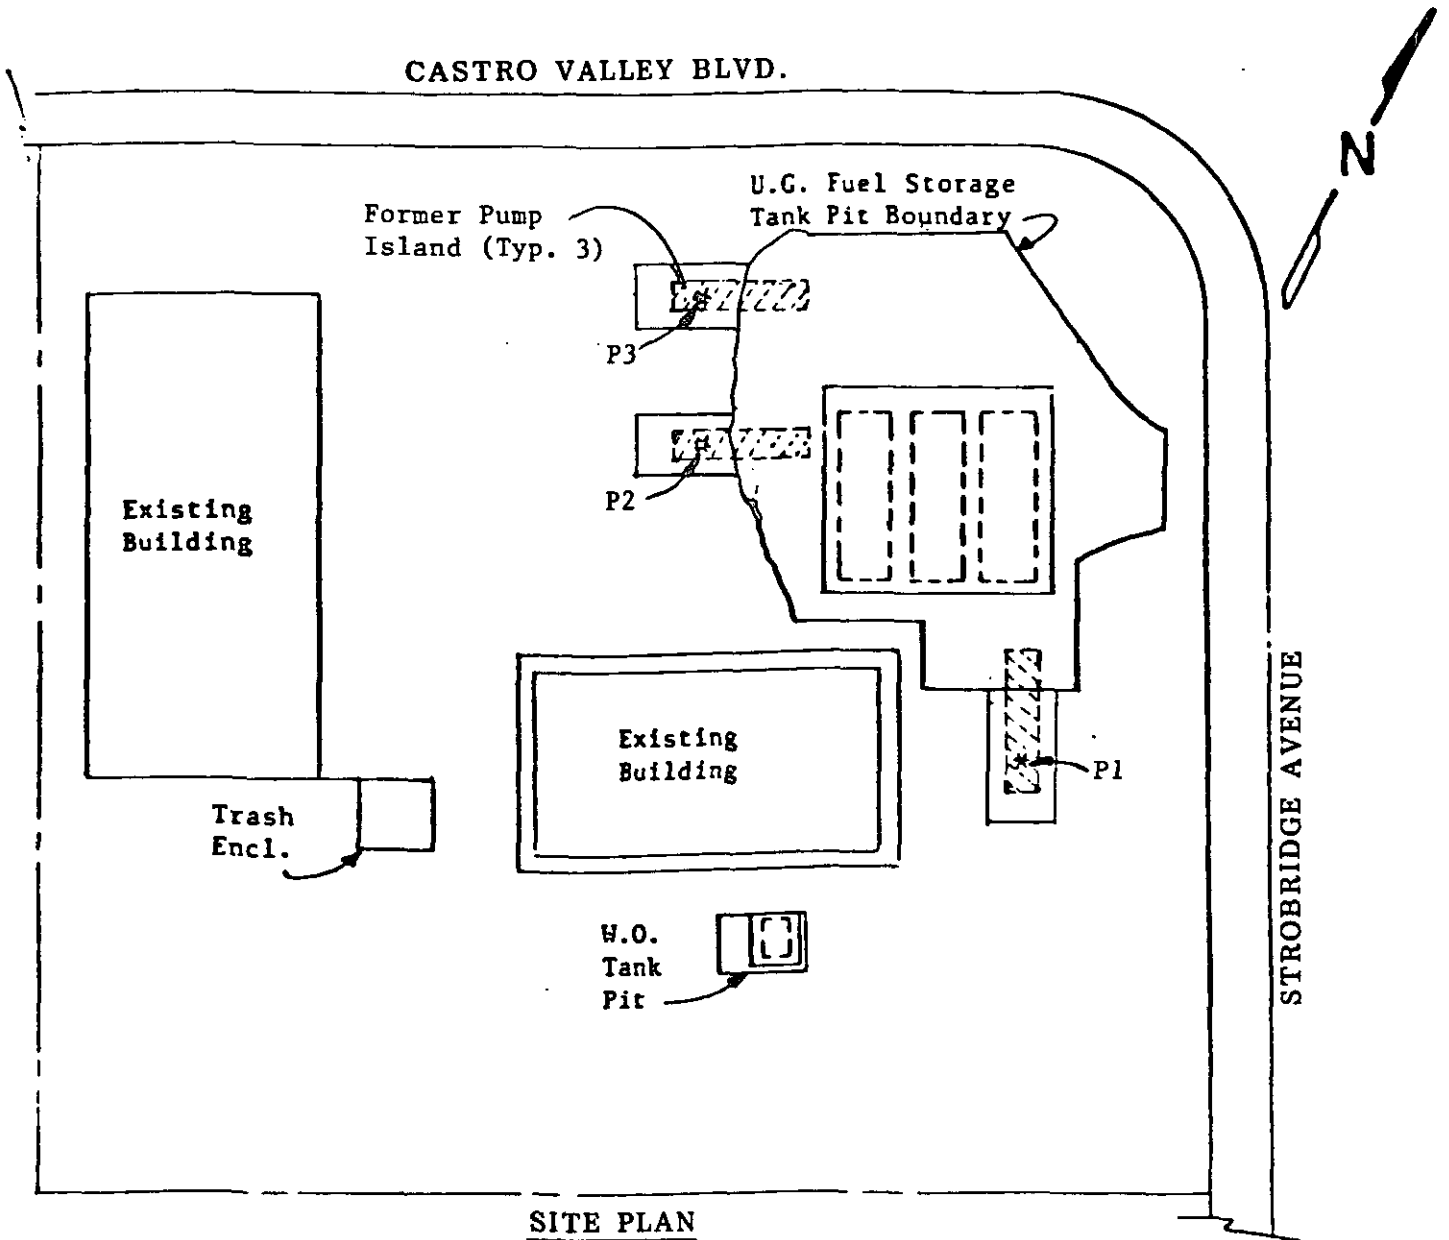 CASTRO VALLEY BLVD.
N
U.G. Fuel Storage
Tank Pit Boundary
Former Pump
Island (Typ. 3)
P3
P2
Existing
Building
Existing
Building
P1
Trash
Encl.
W.O.
Tank
Pit
STROBRIDGE AVENUE
SITE PLAN